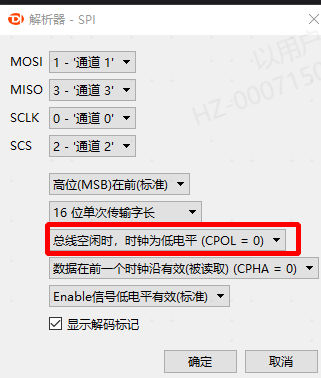 解析器 - SPI
MOSI 1 - '通道 1'
MISO 3 - '通道 3'
SCLK 0 - '通道 0'
SCS 2 - '通道 2'
高位(MSB)在前(标准)
16 位单次传输字长
总线空闲时，时钟为低电平 (CPOL = 0)
数据在前一个时钟沿有效(被读取) (CPHA = 0)
Enable信号低电平有效(标准)
显示解码标记
确定 取消
以用户
HZ-0007150